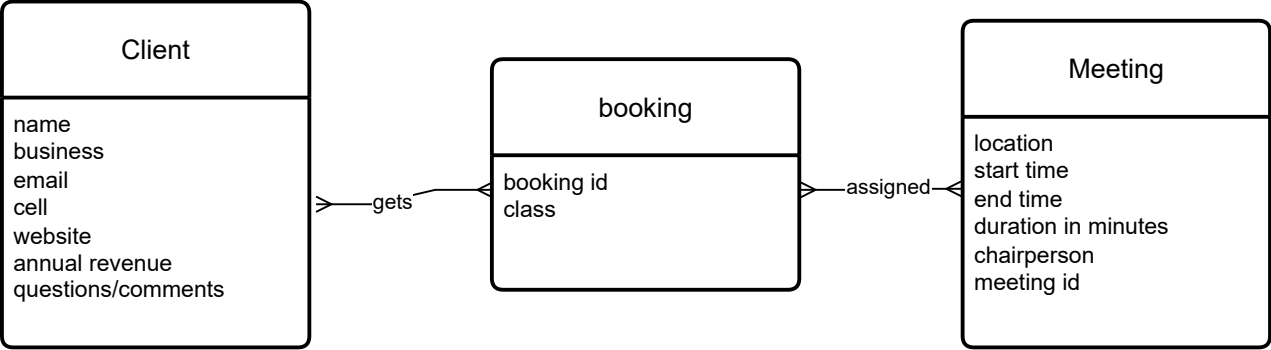 Client
name
business
email
cell
website
annual revenue
questions/comments
gets
booking
booking id
class
assigned
Meeting
location
start time
end time
duration in minutes
chairperson
meeting id